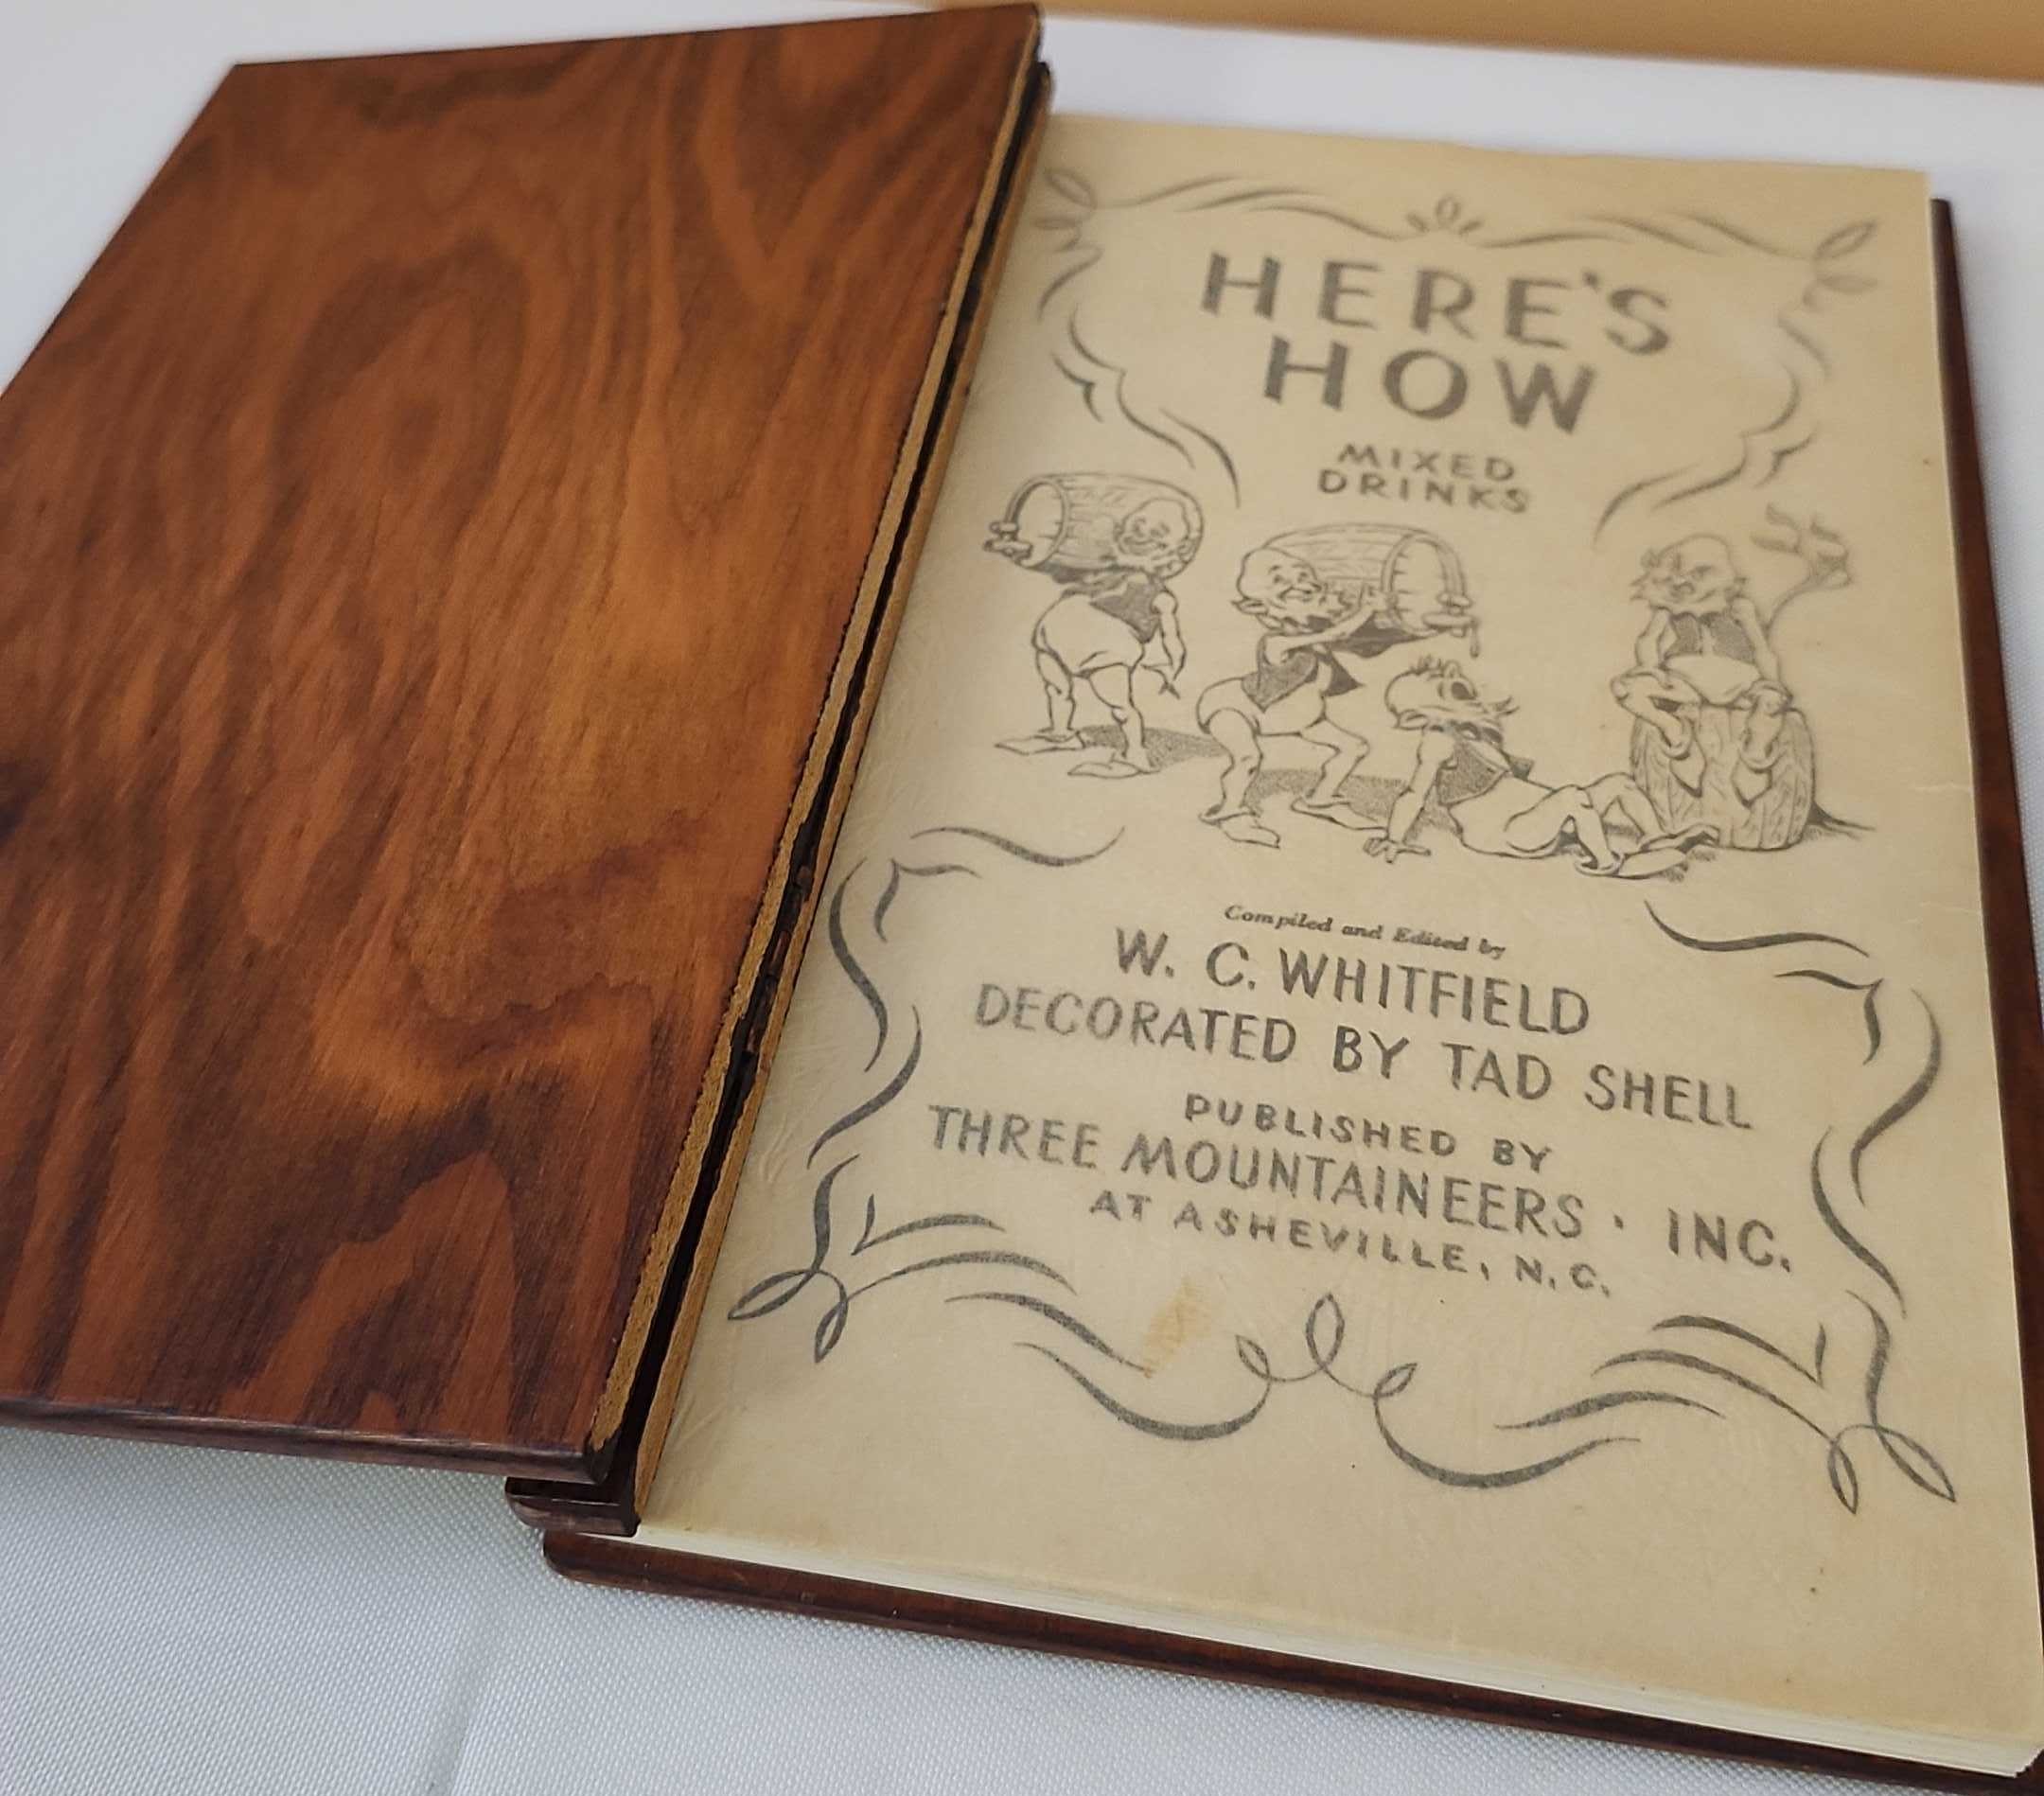 HERE'S
HOW
MIXED
DRINKS
Compiled and Edited by
W. C. WHITFIELD
DECORATED BY TAD SHELL
PUBLISHED BY
THREE MOUNTAINEERS · INC.
AT ASHEVILLE, N.C.